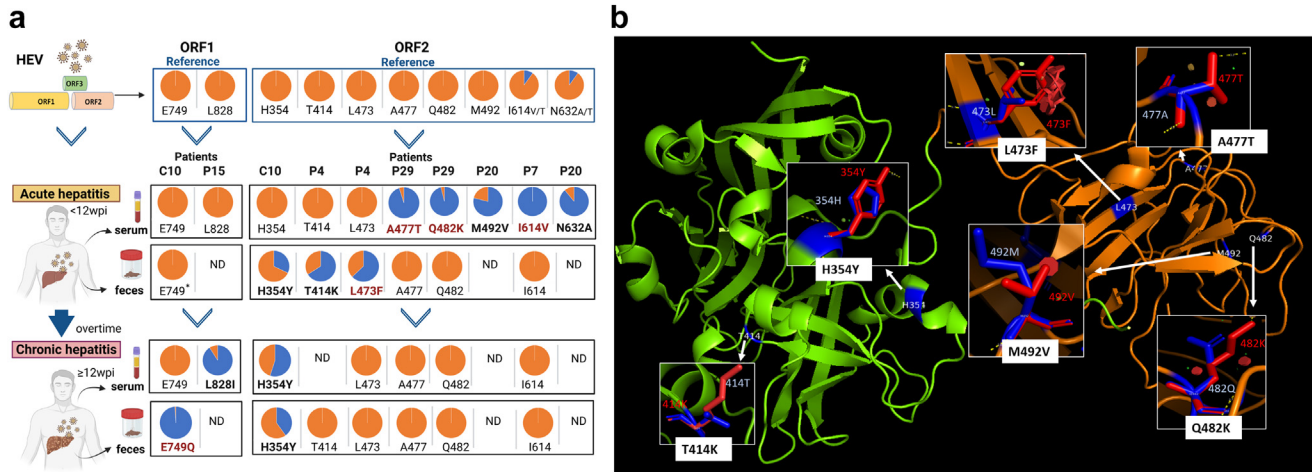 a
HEV
ORF3
ORF1
ORF2
ORF1
Reference
E749
L828
ORF2
Reference
H354
T414
L473
A477
Q482
M492
I614V/T
N632A/T
Patients
C10
P15
Patients
C10
P4
P4
P29
P29
P20
P7
P20
Acute hepatitis
<12wpi
serum
E749
L828
H354
T414
L473
A477T
Q482K
M492V
I614V
N632A
feces
E749*
ND
H354Y
T414K
L473F
A477
Q482
ND
I614
ND
overtime
Chronic hepatitis
≥12wpi
serum
E749
L828I
H354Y
ND
L473
A477
Q482
ND
I614
ND
feces
E749Q
ND
H354Y
T414
L473
A477
Q482
ND
I614
ND
b
473L
473F
L473F
477T
477A
A477T
354Y
354H
H354Y
L473
Q482
M492
492M
492V
M492V
T414
414T
T414K
482K
482Q
Q482K